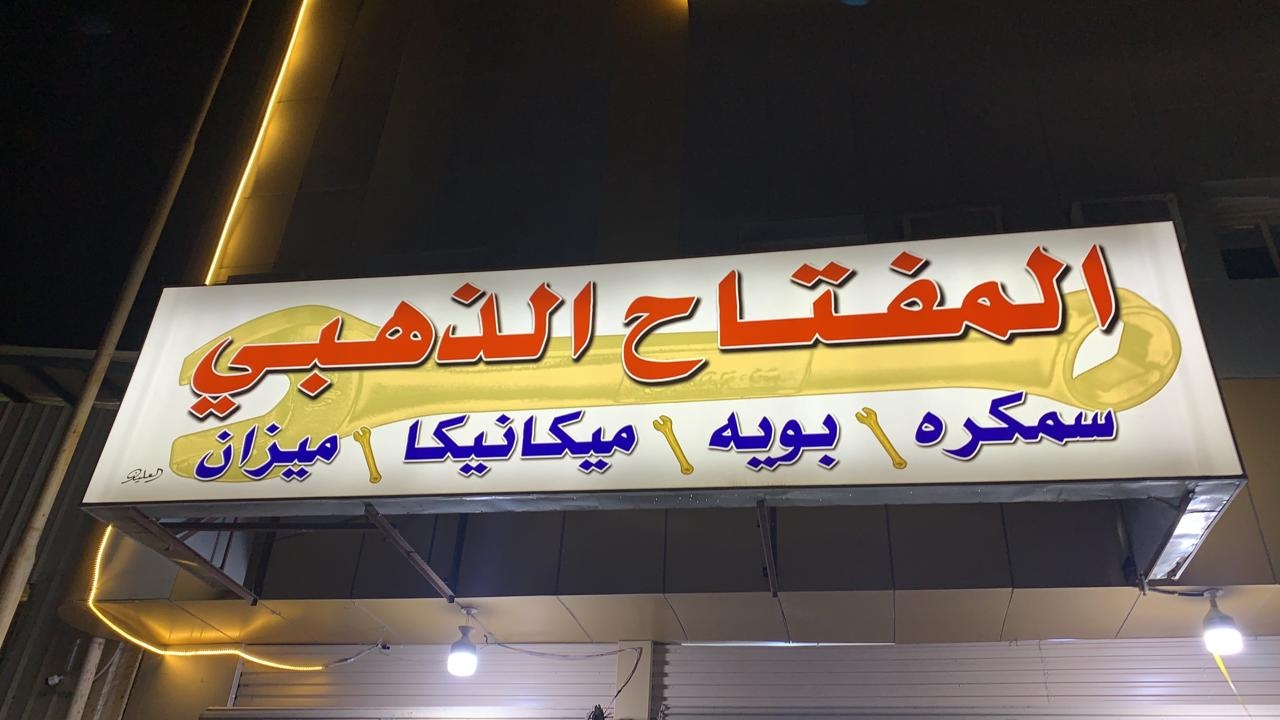 المفتاح الذهبي
سمكره بويه ميكانيكا ميزان